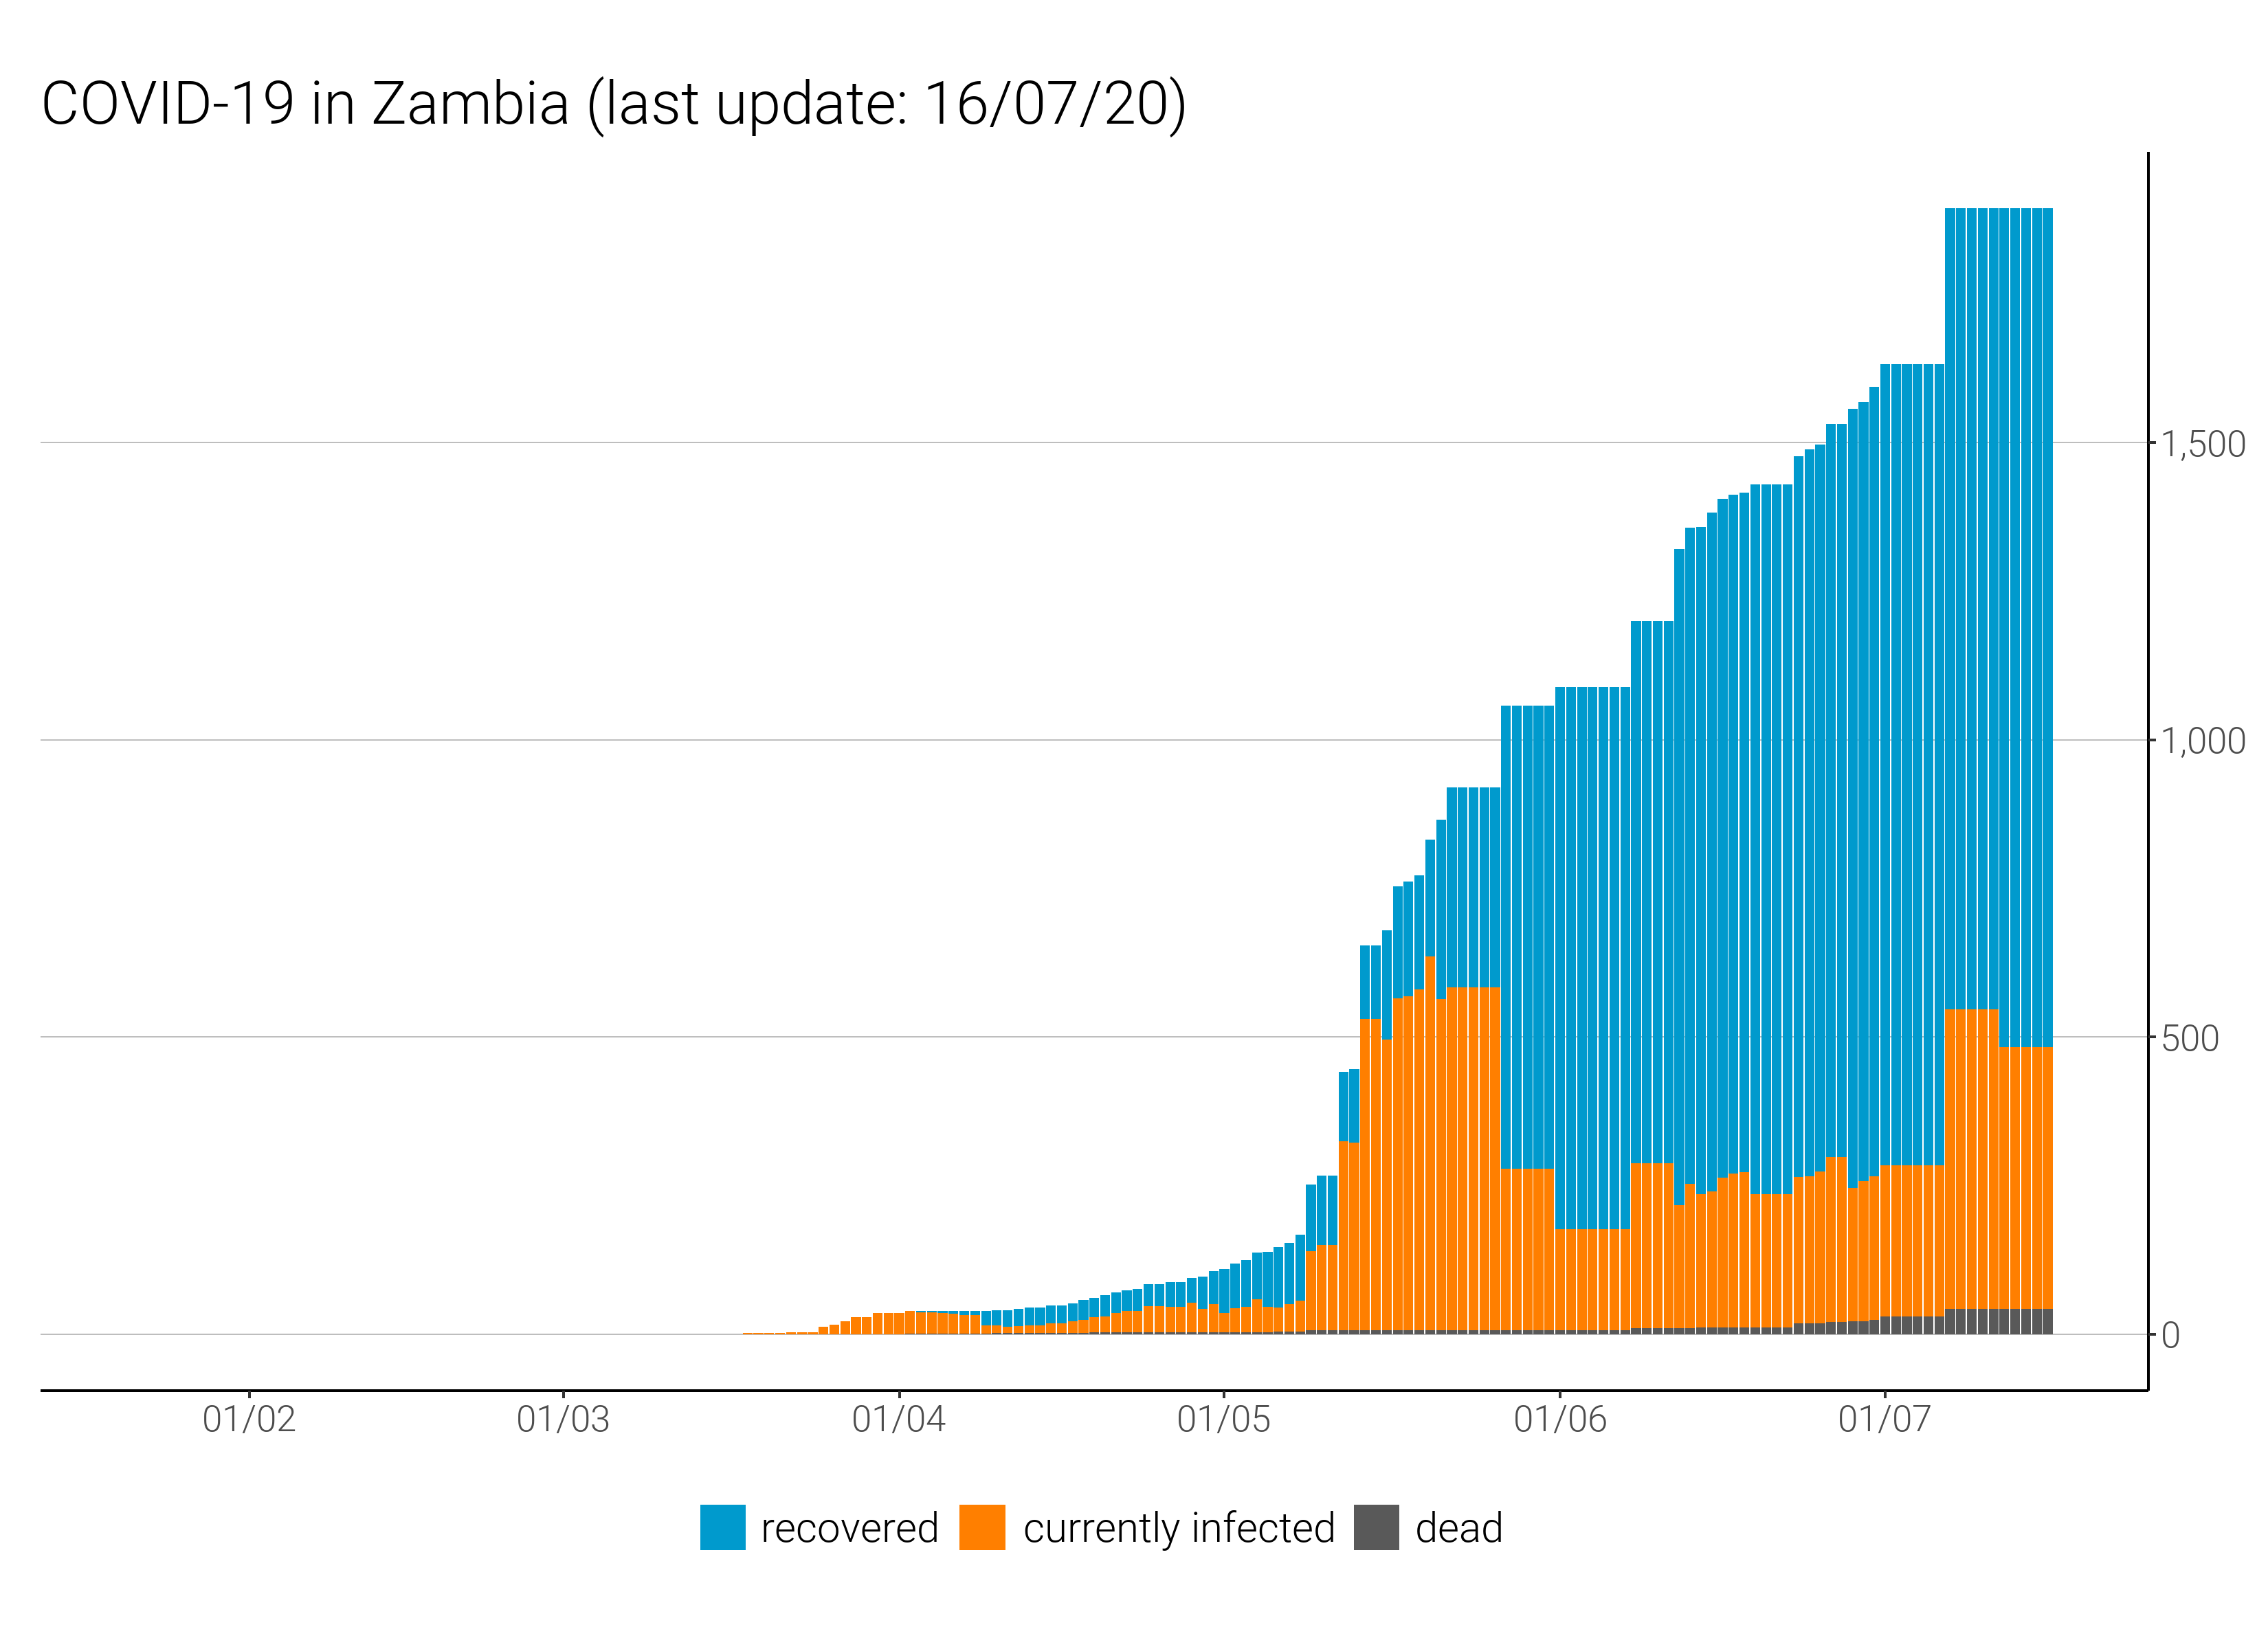 COVID-19 in Zambia (last update: 16/07/20)
1,500
1,000
500
0
01/02 01/03 01/04 01/05 01/06 01/07
recovered currently infected dead